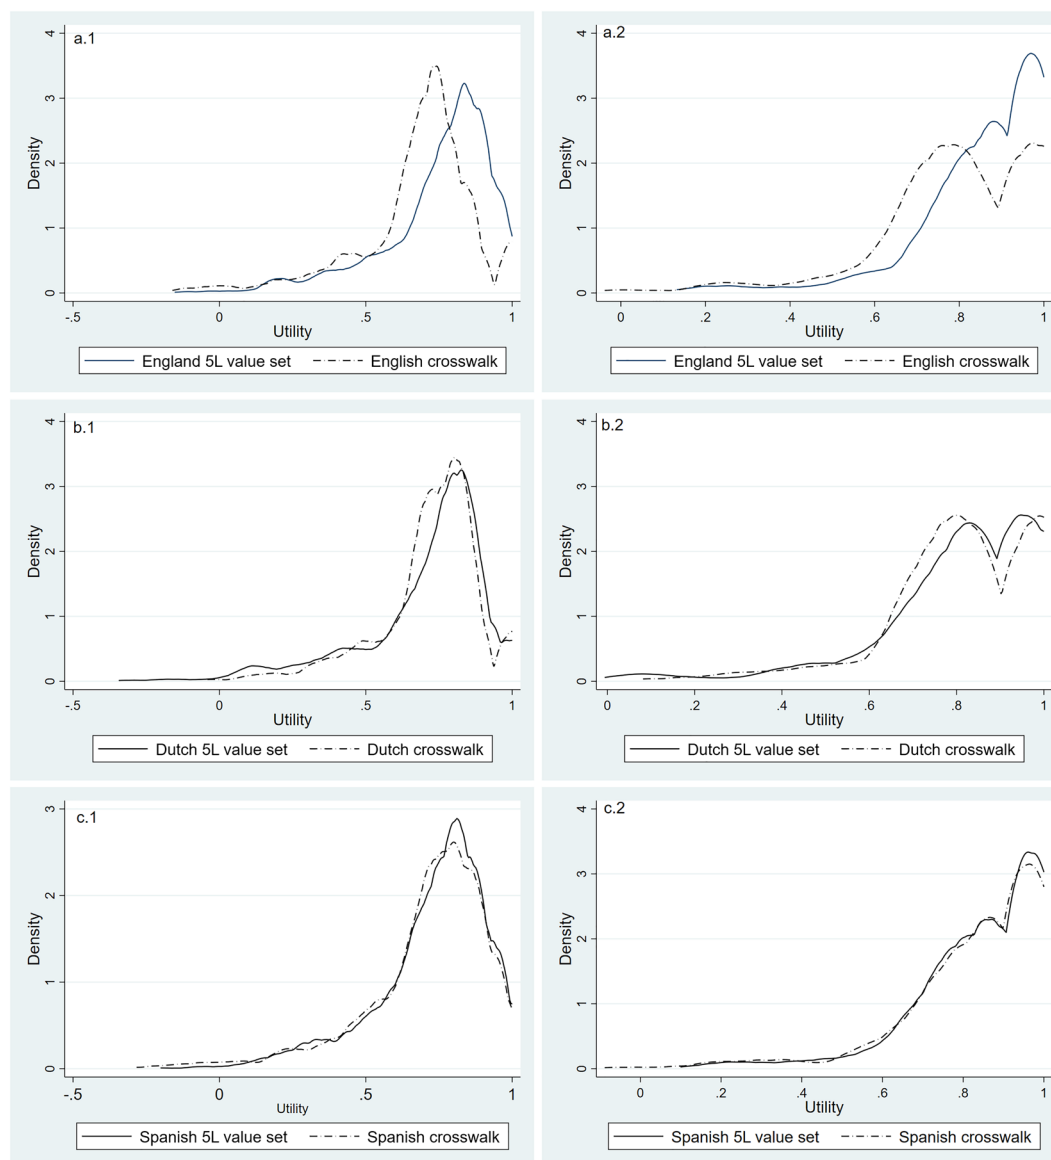 a.1
4
3
2
1
0
Density
-.5 0 .5 1
Utility
England 5L value set English crosswalk
a.2
4
3
2
1
0
Density
0 .2 .4 .6 .8 1
Utility
England 5L value set English crosswalk
b.1
4
3
2
1
0
Density
-.5 0 .5 1
Utility
Dutch 5L value set Dutch crosswalk
b.2
4
3
2
1
0
Density
0 .2 .4 .6 .8 1
Utility
Dutch 5L value set Dutch crosswalk
c.1
3
2
1
0
Density
-.5 0 .5 1
Utility
Spanish 5L value set Spanish crosswalk
c.2
4
3
2
1
0
Density
0 .2 .4 .6 .8 1
Utility
Spanish 5L value set Spanish crosswalk